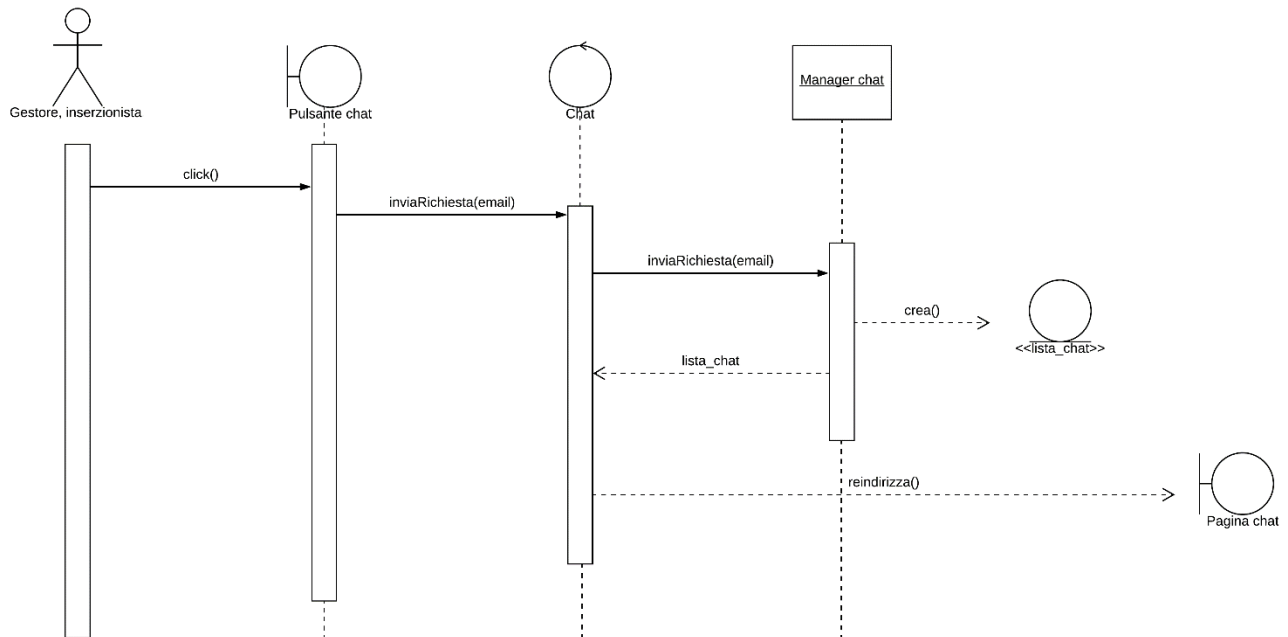 Gestore, inserzionista
Pulsante chat
Chat
Manager chat
click()
inviaRichiesta(email)
inviaRichiesta(email)
crea()
<<lista_chat>>
lista_chat
reindirizza()
Pagina chat